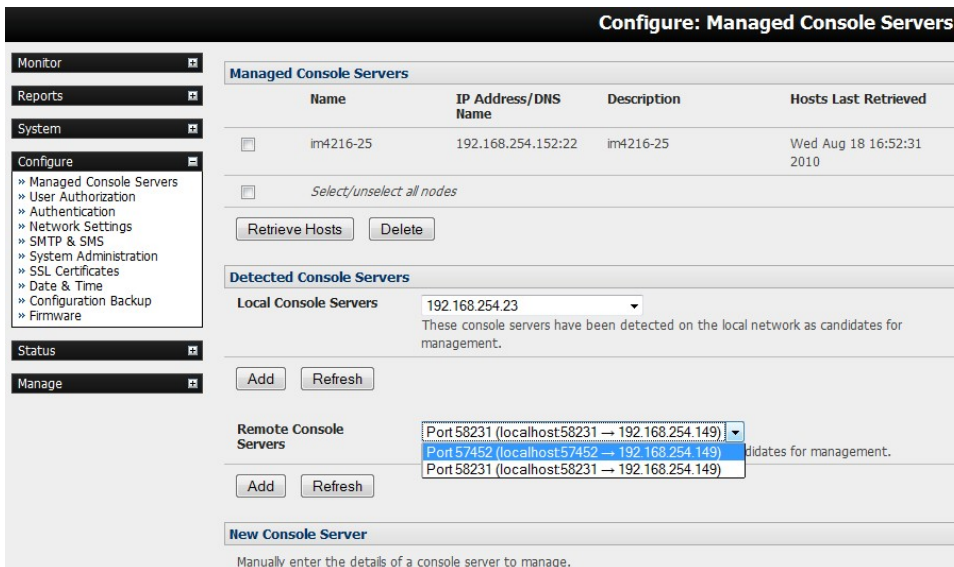 Configure: Managed Console Servers
Monitor
Reports
System
Configure
» Managed Console Servers
» User Authorization
» Authentication
» Network Settings
» SMTP & SMS
» System Administration
» SSL Certificates
» Date & Time
» Configuration Backup
» Firmware
Status
Manage
Managed Console Servers
Name IP Address/DNS Name Description Hosts Last Retrieved
im4216-25 192.168.254.152:22 im4216-25 Wed Aug 18 16:52:31 2010
Select/unselect all nodes
Retrieve Hosts Delete
Detected Console Servers
Local Console Servers 192.168.254.23
These console servers have been detected on the local network as candidates for
management.
Add Refresh
Remote Console Servers
Port 58231 (localhost:58231 → 192.168.254.149)
Port 57452 (localhost:57452 → 192.168.254.149)
didates for management.
Port 58231 (localhost:58231 → 192.168.254.149)
Add Refresh
New Console Server
Manually enter the details of a console server to manage.